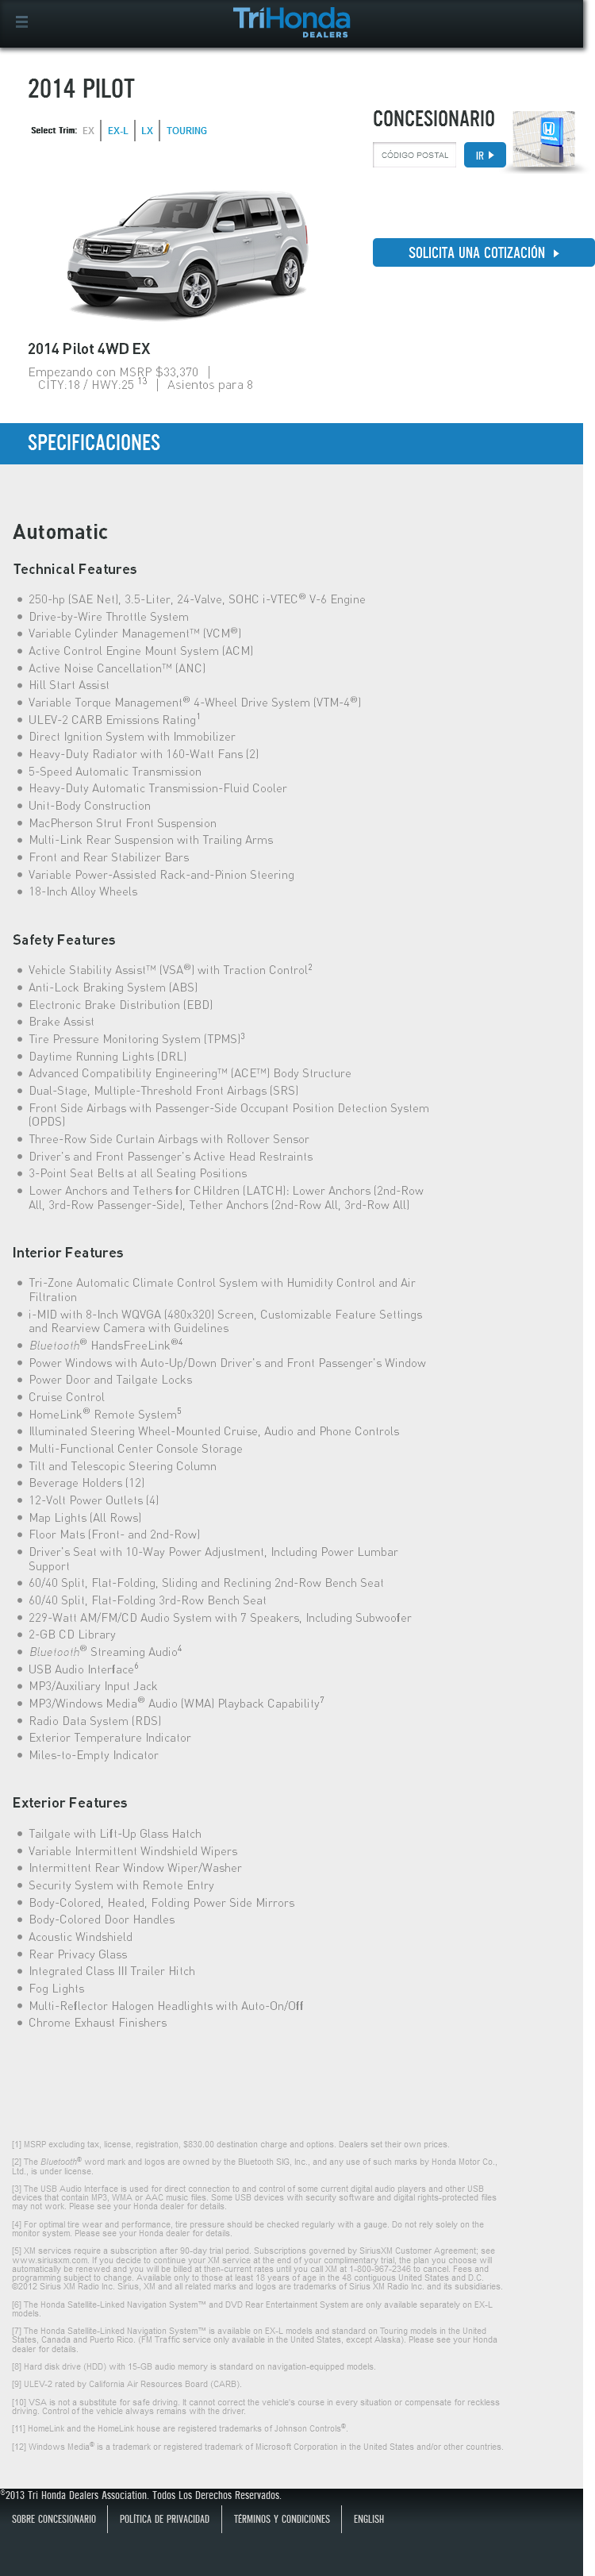 TriHonda
DEALERS
2014 PILOT
Select Trim: EX EX-L LX TOURING
CONCESIONARIO
CÓDIGO POSTAL IR
SOLICITA UNA COTIZACIÓN
2014 Pilot 4WD EX
Empezando con MSRP $33,370 |
CITY:18 / HWY:25 13 | Asientos para 8
SPECIFICACIONES
Automatic
Technical Features
250-hp (SAE Net), 3.5-Liter, 24-Valve, SOHC i-VTEC® V-6 Engine
Drive-by-Wire Throttle System
Variable Cylinder Management™ (VCM®)
Active Control Engine Mount System (ACM)
Active Noise Cancellation™ (ANC)
Hill Start Assist
Variable Torque Management® 4-Wheel Drive System (VTM-4®)
ULEV-2 CARB Emissions Rating1
Direct Ignition System with Immobilizer
Heavy-Duty Radiator with 160-Watt Fans (2)
5-Speed Automatic Transmission
Heavy-Duty Automatic Transmission-Fluid Cooler
Unit-Body Construction
MacPherson Strut Front Suspension
Multi-Link Rear Suspension with Trailing Arms
Front and Rear Stabilizer Bars
Variable Power-Assisted Rack-and-Pinion Steering
18-Inch Alloy Wheels
Safety Features
Vehicle Stability Assist™ (VSA®) with Traction Control2
Anti-Lock Braking System (ABS)
Electronic Brake Distribution (EBD)
Brake Assist
Tire Pressure Monitoring System (TPMS)3
Daytime Running Lights (DRL)
Advanced Compatibility Engineering™ (ACE™) Body Structure
Dual-Stage, Multiple-Threshold Front Airbags (SRS)
Front Side Airbags with Passenger-Side Occupant Position Detection System
(OPDS)
Three-Row Side Curtain Airbags with Rollover Sensor
Driver's and Front Passenger's Active Head Restraints
3-Point Seat Belts at all Seating Positions
Lower Anchors and Tethers for CHildren (LATCH): Lower Anchors (2nd-Row
All, 3rd-Row Passenger-Side), Tether Anchors (2nd-Row All, 3rd-Row All)
Interior Features
Tri-Zone Automatic Climate Control System with Humidity Control and Air
Filtration
i-MID with 8-Inch WQVGA (480x320) Screen, Customizable Feature Settings
and Rearview Camera with Guidelines
Bluetooth® HandsFreeLink®4
Power Windows with Auto-Up/Down Driver's and Front Passenger's Window
Power Door and Tailgate Locks
Cruise Control
HomeLink® Remote System5
Illuminated Steering Wheel-Mounted Cruise, Audio and Phone Controls
Multi-Functional Center Console Storage
Tilt and Telescopic Steering Column
Beverage Holders (12)
12-Volt Power Outlets (4)
Map Lights (All Rows)
Floor Mats (Front- and 2nd-Row)
Driver's Seat with 10-Way Power Adjustment, Including Power Lumbar
Support
60/40 Split, Flat-Folding, Sliding and Reclining 2nd-Row Bench Seat
60/40 Split, Flat-Folding 3rd-Row Bench Seat
229-Watt AM/FM/CD Audio System with 7 Speakers, Including Subwoofer
2-GB CD Library
Bluetooth® Streaming Audio4
USB Audio Interface6
MP3/Auxiliary Input Jack
MP3/Windows Media® Audio (WMA) Playback Capability7
Radio Data System (RDS)
Exterior Temperature Indicator
Miles-to-Empty Indicator
Exterior Features
Tailgate with Lift-Up Glass Hatch
Variable Intermittent Windshield Wipers
Intermittent Rear Window Wiper/Washer
Security System with Remote Entry
Body-Colored, Heated, Folding Power Side Mirrors
Body-Colored Door Handles
Acoustic Windshield
Rear Privacy Glass
Integrated Class III Trailer Hitch
Fog Lights
Multi-Reflector Halogen Headlights with Auto-On/Off
Chrome Exhaust Finishers
[1] MSRP excluding tax, license, registration, $830.00 destination charge and options. Dealers set their own prices.
[2] The Bluetooth® word mark and logos are owned by the Bluetooth SIG, Inc., and any use of such marks by Honda Motor Co.,
Ltd., is under license.
[3] The USB Audio Interface is used for direct connection to and control of some current digital audio players and other USB
devices that contain MP3, WMA or AAC music files. Some USB devices with security software and digital rights-protected files
may not work. Please see your Honda dealer for details.
[4] For optimal tire wear and performance, tire pressure should be checked regularly with a gauge. Do not rely solely on the
monitor system. Please see your Honda dealer for details.
[5] XM services require a subscription after 90-day trial period. Subscriptions governed by SiriusXM Customer Agreement; see
www.siriusxm.com. If you decide to continue your XM service at the end of your complimentary trial, the plan you choose will
automatically be renewed and you will be billed at then-current rates until you call XM at 1-800-967-2346 to cancel. Fees and
programming subject to change. Available only to those at least 18 years of age in the 48 contiguous United States and D.C.
©2012 Sirius XM Radio Inc. Sirius, XM and all related marks and logos are trademarks of Sirius XM Radio Inc. and its subsidiaries.
[6] The Honda Satellite-Linked Navigation System™ and DVD Rear Entertainment System are only available separately on EX-L
models.
[7] The Honda Satellite-Linked Navigation System™ is available on EX-L models and standard on Touring models in the United
States, Canada and Puerto Rico. (FM Traffic service only available in the United States, except Alaska). Please see your Honda
dealer for details.
[8] Hard disk drive (HDD) with 15-GB audio memory is standard on navigation-equipped models.
[9] ULEV-2 rated by California Air Resources Board (CARB).
[10] VSA is not a substitute for safe driving. It cannot correct the vehicle's course in every situation or compensate for reckless
driving. Control of the vehicle always remains with the driver.
[11] HomeLink and the HomeLink house are registered trademarks of Johnson Controls®.
[12] Windows Media® is a trademark or registered trademark of Microsoft Corporation in the United States and/or other countries.
©2013 Tri Honda Dealers Association. Todos Los Derechos Reservados.
SOBRE CONCESIONARIO | POLÍTICA DE PRIVACIDAD | TÉRMINOS Y CONDICIONES | ENGLISH